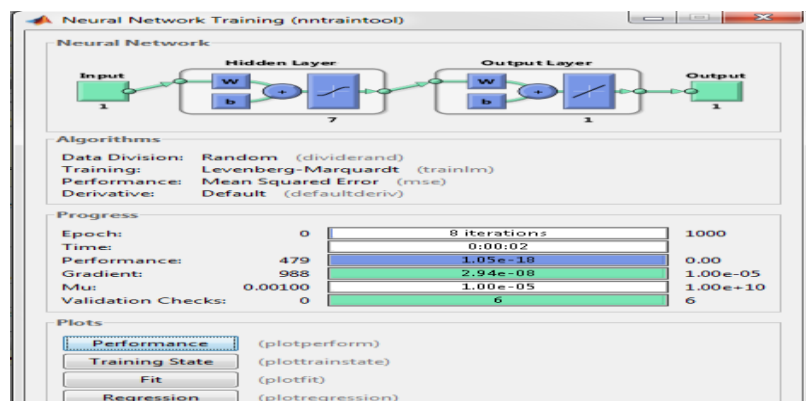 Neural Network Training (nntraintool)
Neural Network
Hidden Layer Output Layer
Input Output
W W
b b
+ +
1 7 1 1
Algorithms
Data Division: Random (dividerand)
Training: Levenberg-Marquardt (trainlm)
Performance: Mean Squared Error (mse)
Derivative: Default (defaultderiv)
Progress
Epoch: 0 8 iterations 1000
Time: 0:00:02
Performance: 479 1.05e-18 0.00
Gradient: 988 2.94e-08 1.00e-05
Mu: 0.00100 1.00e-05 1.00e+10
Validation Checks: 0 6 6
Plots
Performance (plotperform)
Training State (plottrainstate)
Fit (plotfit)
Regression (plotregression)